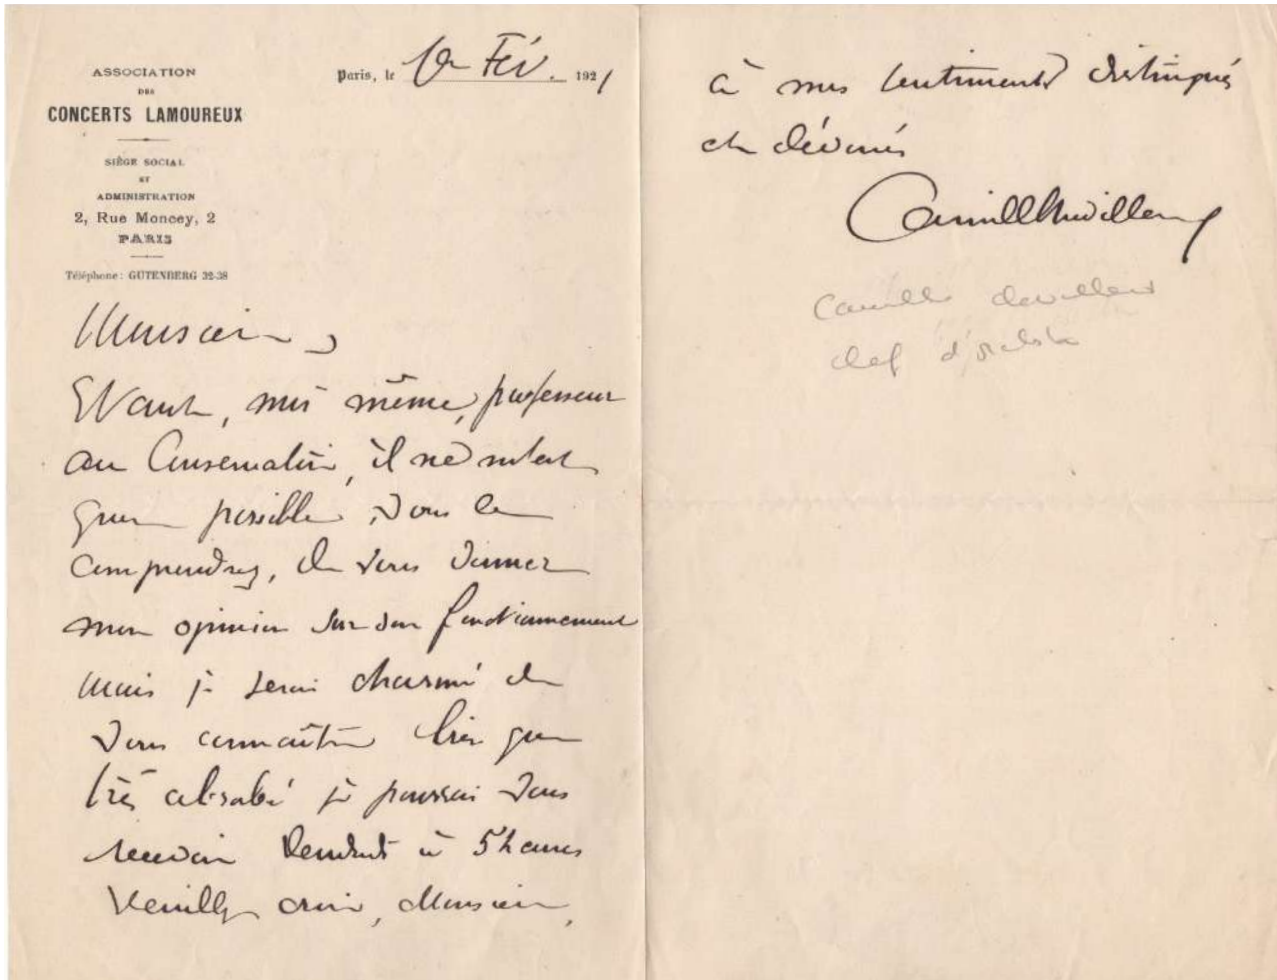 ASSOCIATION
DES
CONCERTS LAMOUREUX
SIÈGE SOCIAL
ET
ADMINISTRATION
2, Rue Moncey, 2
PARIS
Téléphone : GUTENBERG 32-38
Paris, le 1er Fév. 1921
Monsieur,
Etant, moi même, professeur
au Conservatoire, il ne m'est
guère possible, vous le
comprendrez, de vous donner
mon opinion sur son fonctionnement
mais je serai charmé de
vous connaître bien que
très absorbé je pourrai vous
recevoir Vendredi à 5 heures
Veuillez croire, Monsieur,
à mes sentiments distingués
et dévoués
Camille Chevillard
Camille Chevillard
chef d'orchestre